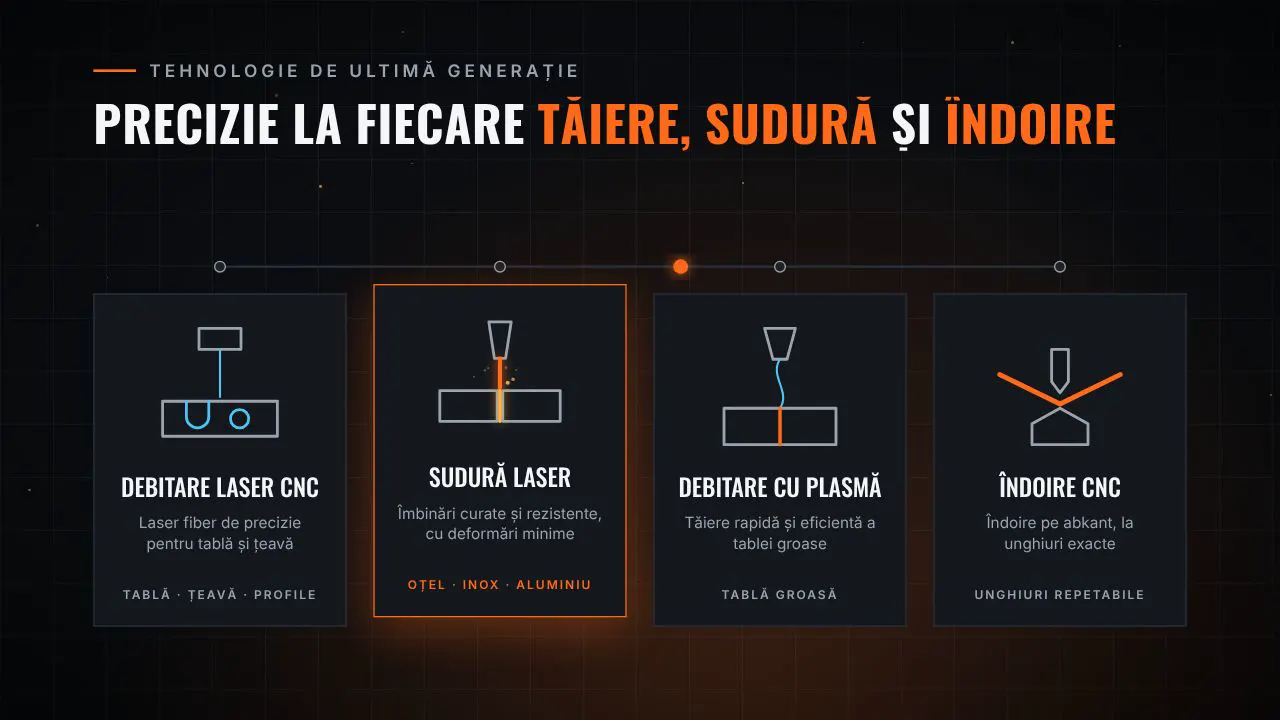 TEHNOLOGIE DE ULTIMĂ GENERAȚIE
PRECIZIE LA FIECARE TĂIERE, SUDURĂ ȘI ÎNDOIRE
DEBITARE LASER CNC
Laser fiber de precizie
pentru tablă și țeavă
TABLĂ · ȚEAVĂ · PROFILE
SUDURĂ LASER
Îmbinări curate și rezistente,
cu deformări minime
OȚEL · INOX · ALUMINIU
DEBITARE CU PLASMĂ
Tăiere rapidă și eficientă a
tablei groase
TABLĂ GROASĂ
ÎNDOIRE CNC
Îndoire pe abkant, la
unghiuri exacte
UNGHIURI REPETABILE